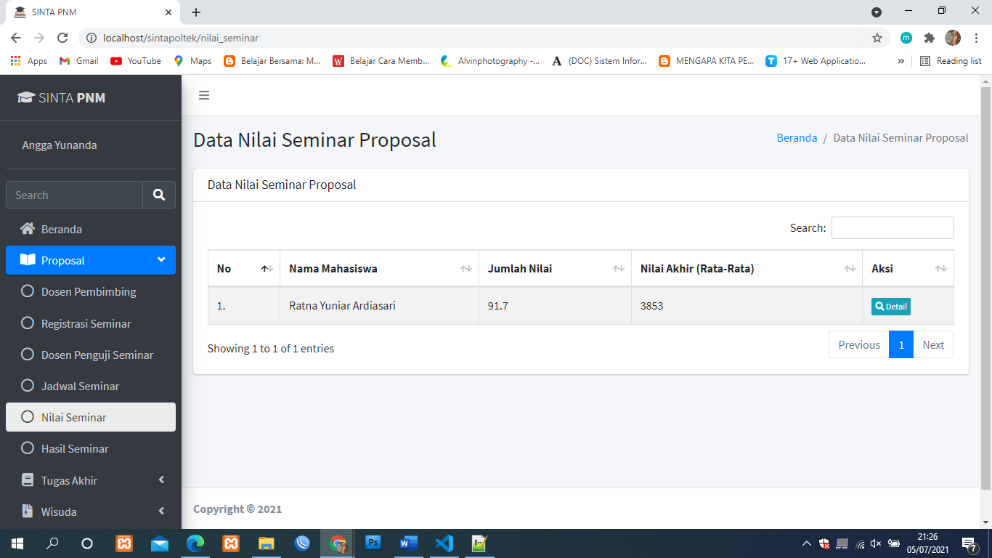 SINTA PNM
localhost/sintapoltek/nilai_seminar
Apps Gmail YouTube Maps Belajar Bersama: M... Belajar Cara Memb... Alvinphotography -... (DOC) Sistem Infor... MENGAPA KITA PE... 17+ Web Applicatio... » Reading list
SINTA PNM
Angga Yunanda
Search
Beranda
Proposal
Dosen Pembimbing
Registrasi Seminar
Dosen Penguji Seminar
Jadwal Seminar
Nilai Seminar
Hasil Seminar
Tugas Akhir
Wisuda
Data Nilai Seminar Proposal
Beranda / Data Nilai Seminar Proposal
Data Nilai Seminar Proposal
Search:
No Nama Mahasiswa Jumlah Nilai Nilai Akhir (Rata-Rata) Aksi
1. Ratna Yuniar Ardiasari 91.7 3853 Detail
Showing 1 to 1 of 1 entries
Previous 1 Next
Copyright © 2021
21:26
05/07/2021
7